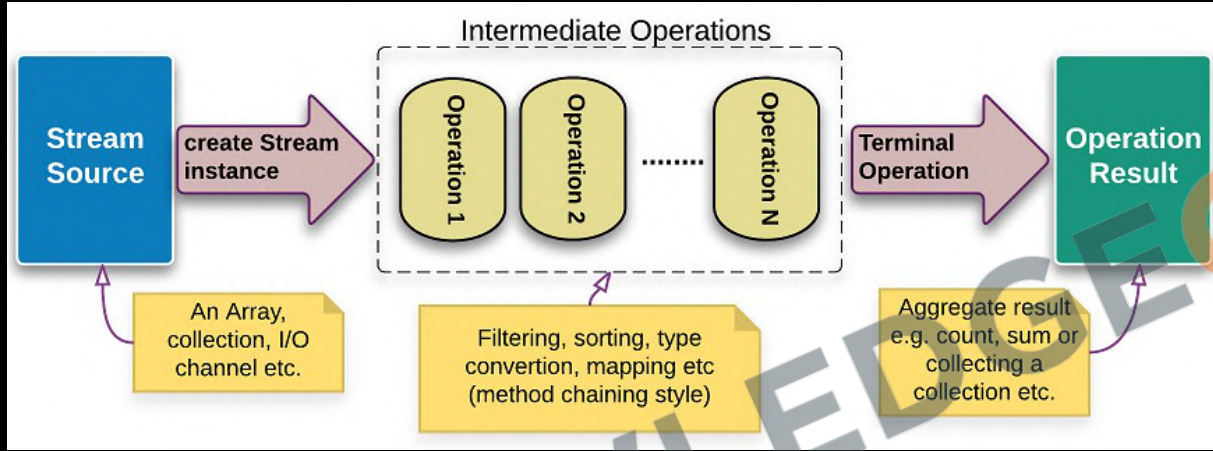 Intermediate Operations
Stream
Source
create Stream
instance
Operation 1
Operation 2
........
Operation N
Terminal
Operation
Operation
Result
An Array,
collection, I/O
channel etc.
Filtering, sorting, type
convertion, mapping etc
(method chaining style)
Aggregate result
e.g. count, sum or
collecting a
collection etc.
LEDGE